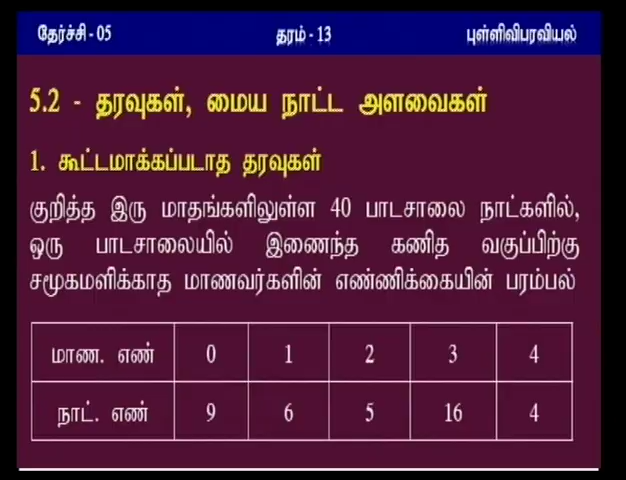 தேர்ச்சி - 05 தரம் - 13 புள்ளிவிபரவியல்
5.2 - தரவுகள், மைய நாட்ட அளவைகள்
1. கூட்டமாக்கப்படாத தரவுகள்
குறித்த இரு மாதங்களிலுள்ள 40 பாடசாலை நாட்களில்,
ஒரு பாடசாலையில் இணைந்த கணித வகுப்பிற்கு
சமூகமளிக்காத மாணவர்களின் எண்ணிக்கையின் பரம்பல்
மாண. எண் 0 1 2 3 4
நாட். எண் 9 6 5 16 4